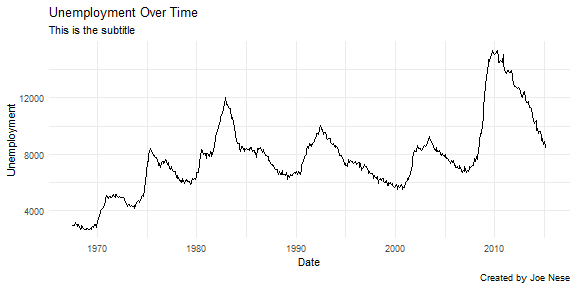 Unemployment Over Time
This is the subtitle
Unemployment
12000
8000
4000
1970
1980
1990
2000
2010
Date
Created by Joe Nese